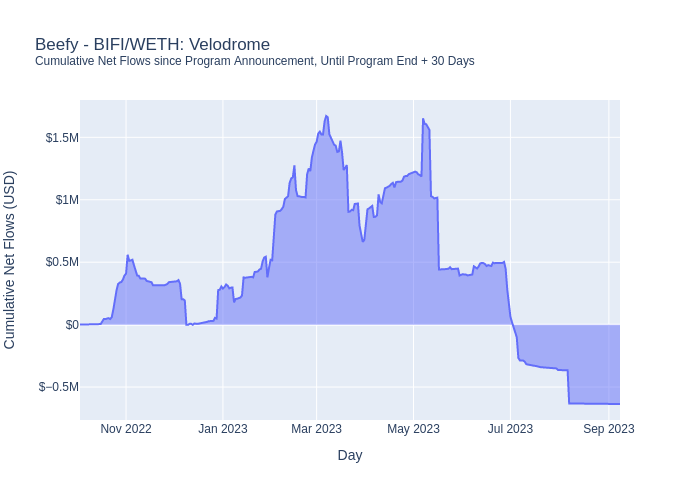 Beefy - BIFI/WETH: Velodrome
Cumulative Net Flows since Program Announcement, Until Program End + 30 Days
Cumulative Net Flows (USD)
$1.5M
$1M
$0.5M
$0
$−0.5M
Nov 2022
Jan 2023
Mar 2023
May 2023
Jul 2023
Sep 2023
Day